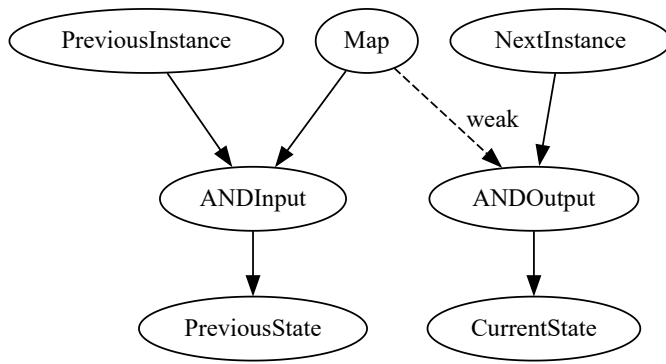 PreviousInstance
Map
NextInstance
weak
ANDInput
ANDOutput
PreviousState
CurrentState